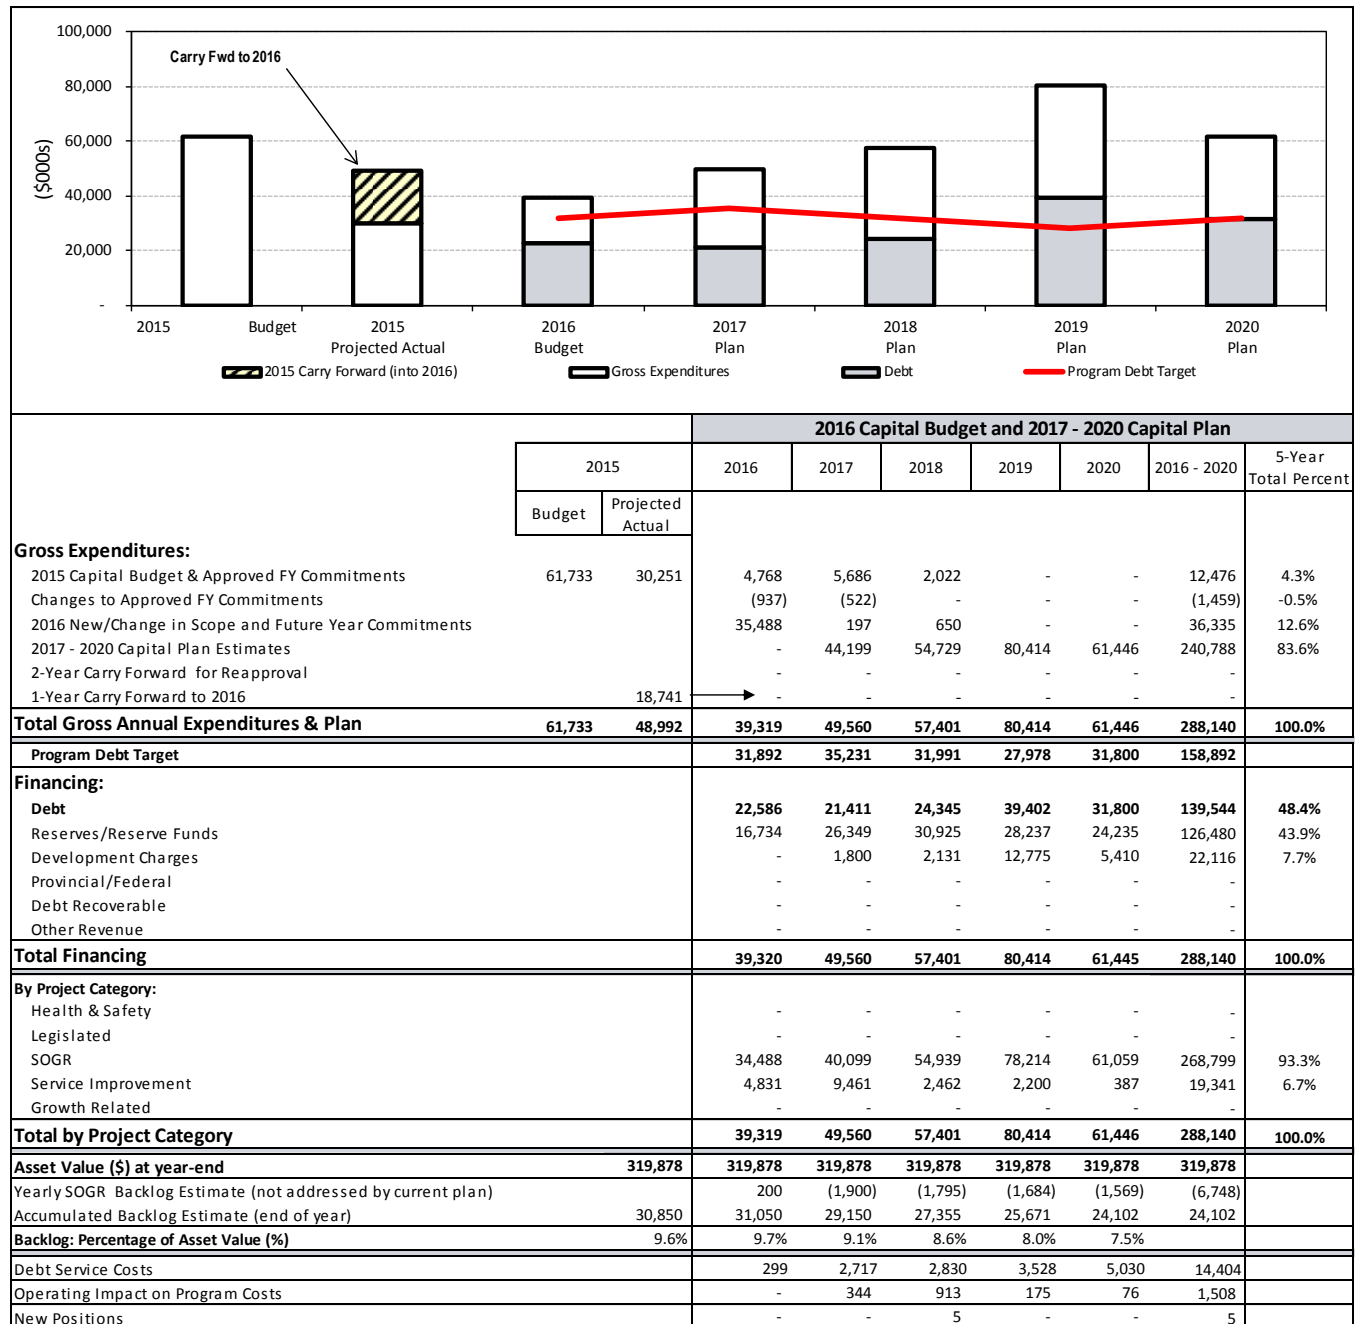 100,000
Carry Fwd to 2016
80,000
60,000
($000s)
40,000
20,000
-
2015 Budget 2015 2016 2017 2018 2019 2020
Projected Actual Budget Plan Plan Plan Plan
2015 Carry Forward (into 2016) Gross Expenditures Debt Program Debt Target
2016 Capital Budget and 2017 - 2020 Capital Plan
2015 2016 2017 2018 2019 2020 2016 - 2020 5-Year
Total Percent
Budget Projected
Actual
Gross Expenditures:
2015 Capital Budget & Approved FY Commitments 61,733 30,251 4,768 5,686 2,022 - - 12,476 4.3%
Changes to Approved FY Commitments (937) (522) - - - (1,459) -0.5%
2016 New/Change in Scope and Future Year Commitments 35,488 197 650 - - 36,335 12.6%
2017 - 2020 Capital Plan Estimates - 44,199 54,729 80,414 61,446 240,788 83.6%
2-Year Carry Forward for Reapproval - - - - - -
1-Year Carry Forward to 2016 18,741 - - - - - -
Total Gross Annual Expenditures & Plan 61,733 48,992 39,319 49,560 57,401 80,414 61,446 288,140 100.0%
Program Debt Target 31,892 35,231 31,991 27,978 31,800 158,892
Financing:
Debt 22,586 21,411 24,345 39,402 31,800 139,544 48.4%
Reserves/Reserve Funds 16,734 26,349 30,925 28,237 24,235 126,480 43.9%
Development Charges - 1,800 2,131 12,775 5,410 22,116 7.7%
Provincial/Federal - - - - - -
Debt Recoverable - - - - - -
Other Revenue - - - - - -
Total Financing 39,320 49,560 57,401 80,414 61,445 288,140 100.0%
By Project Category:
Health & Safety - - - - - -
Legislated - - - - - -
SOGR 34,488 40,099 54,939 78,214 61,059 268,799 93.3%
Service Improvement 4,831 9,461 2,462 2,200 387 19,341 6.7%
Growth Related - - - - - -
Total by Project Category 39,319 49,560 57,401 80,414 61,446 288,140 100.0%
Asset Value ($) at year-end 319,878 319,878 319,878 319,878 319,878 319,878 319,878
Yearly SOGR Backlog Estimate (not addressed by current plan) 200 (1,900) (1,795) (1,684) (1,569) (6,748)
Accumulated Backlog Estimate (end of year) 30,850 31,050 29,150 27,355 25,671 24,102 24,102
Backlog: Percentage of Asset Value (%) 9.6% 9.7% 9.1% 8.6% 8.0% 7.5%
Debt Service Costs 299 2,717 2,830 3,528 5,030 14,404
Operating Impact on Program Costs - 344 913 175 76 1,508
New Positions - - 5 - - 5